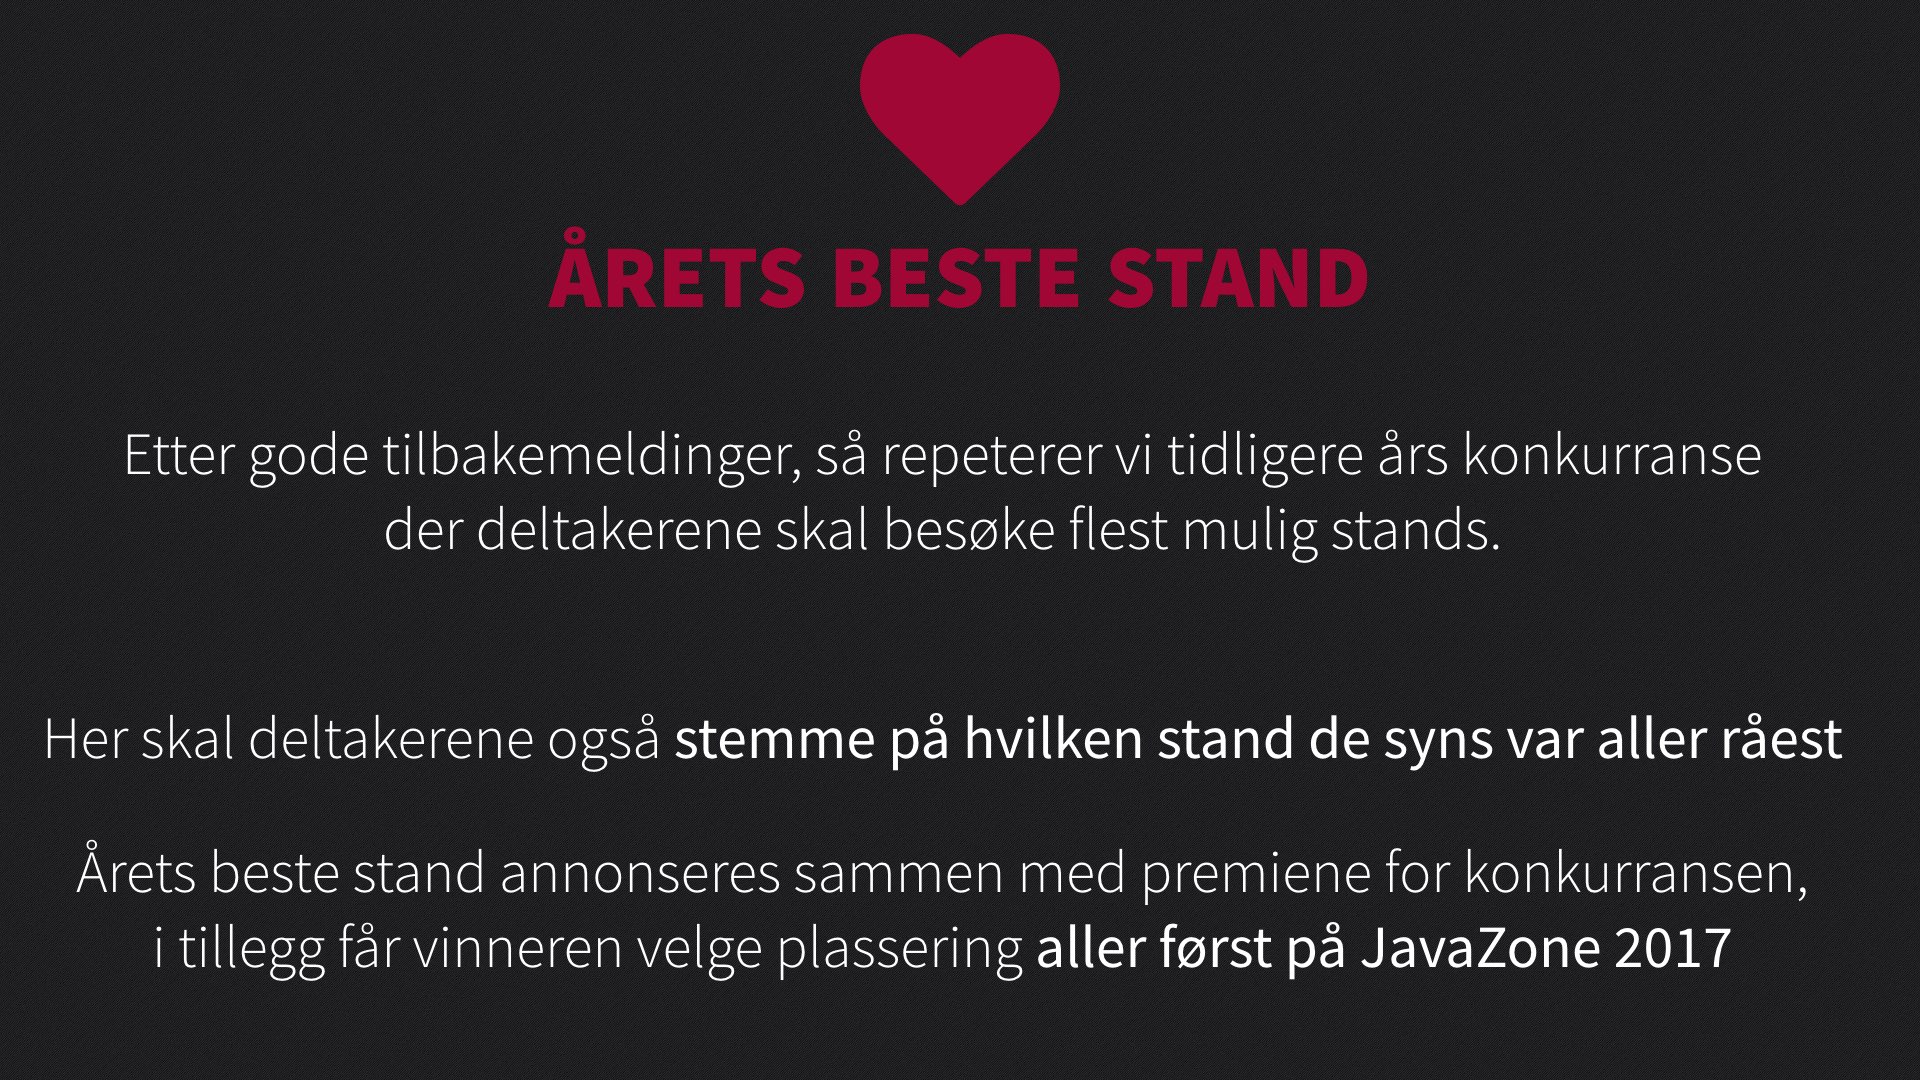 ÅRETS BESTE STAND
Etter gode tilbakemeldinger, så repeterer vi tidligere års konkurranse
der deltakerene skal besøke flest mulig stands.
Her skal deltakerene også stemme på hvilken stand de syns var aller råest
Årets beste stand annonseres sammen med premiene for konkurransen,
i tillegg får vinneren velge plassering aller først på JavaZone 2017